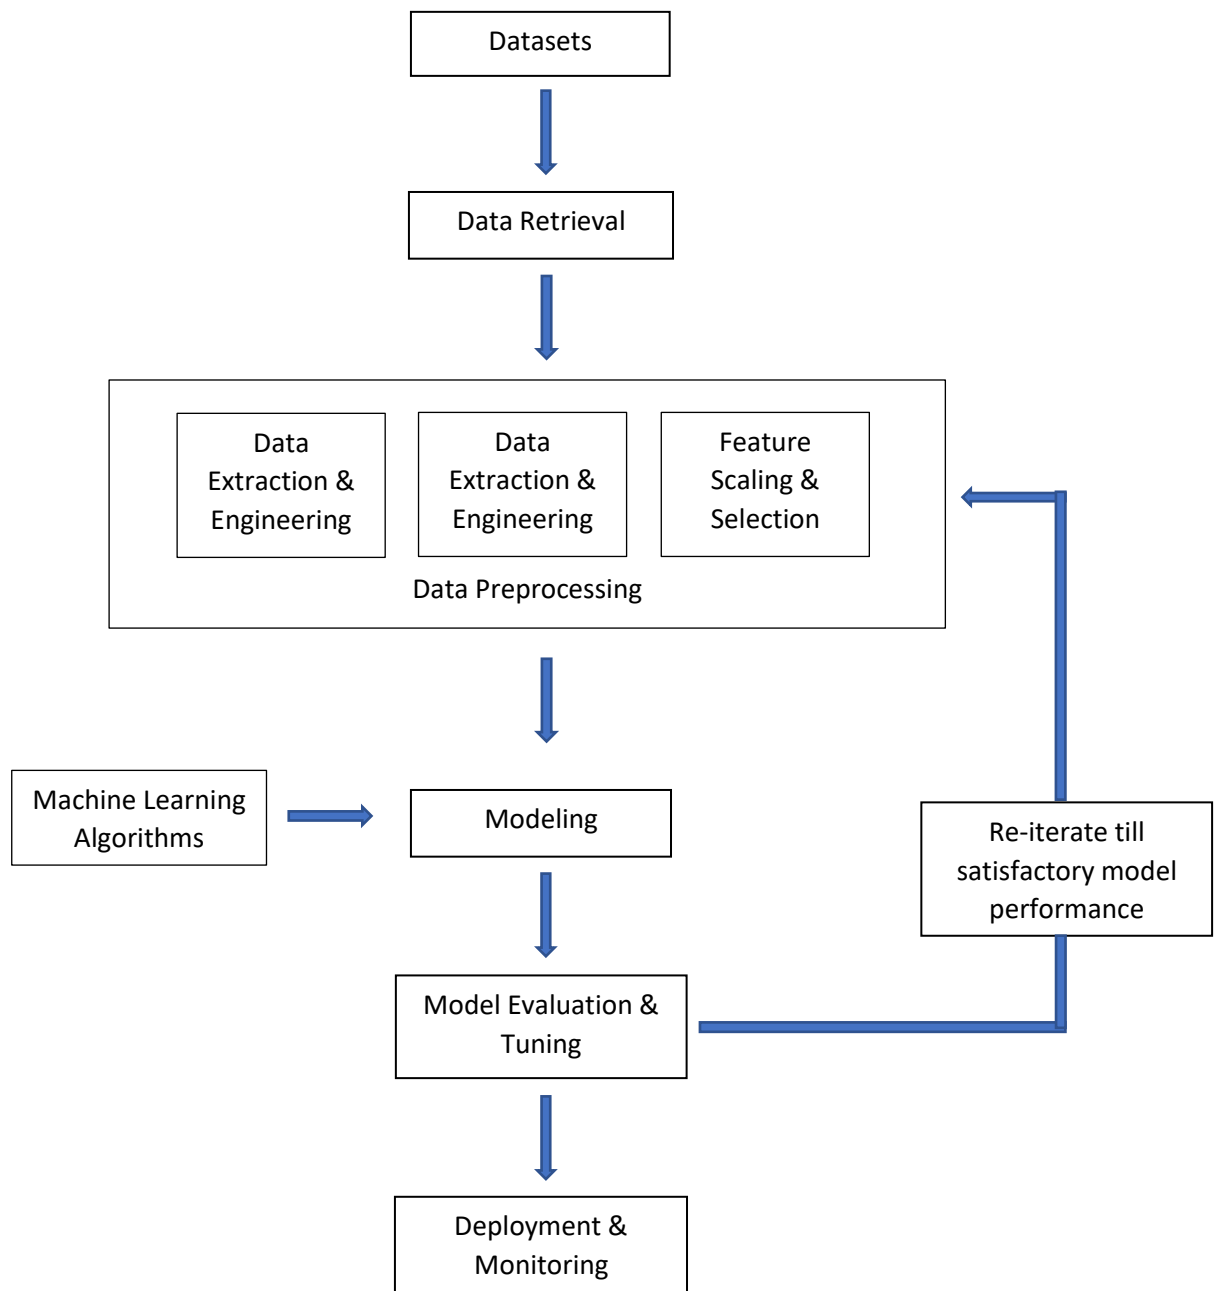 Datasets
Data Retrieval
Data
Extraction &
Engineering
Data
Extraction &
Engineering
Feature
Scaling &
Selection
Data Preprocessing
Machine Learning
Algorithms
Modeling
Re-iterate till
satisfactory model
performance
Model Evaluation &
Tuning
Deployment &
Monitoring